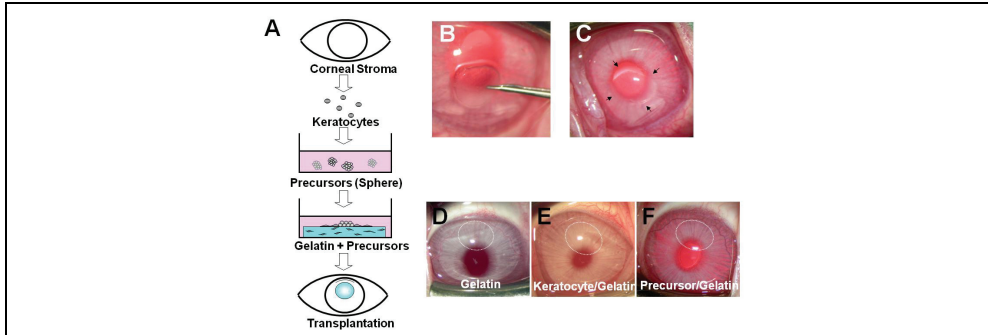 A
Corneal Stroma
Keratocytes
Precursors (Sphere)
Gelatin + Precursors
Transplantation
B
C
D
Gelatin
E
Keratocyte/Gelatin
F
Precursor/Gelatin